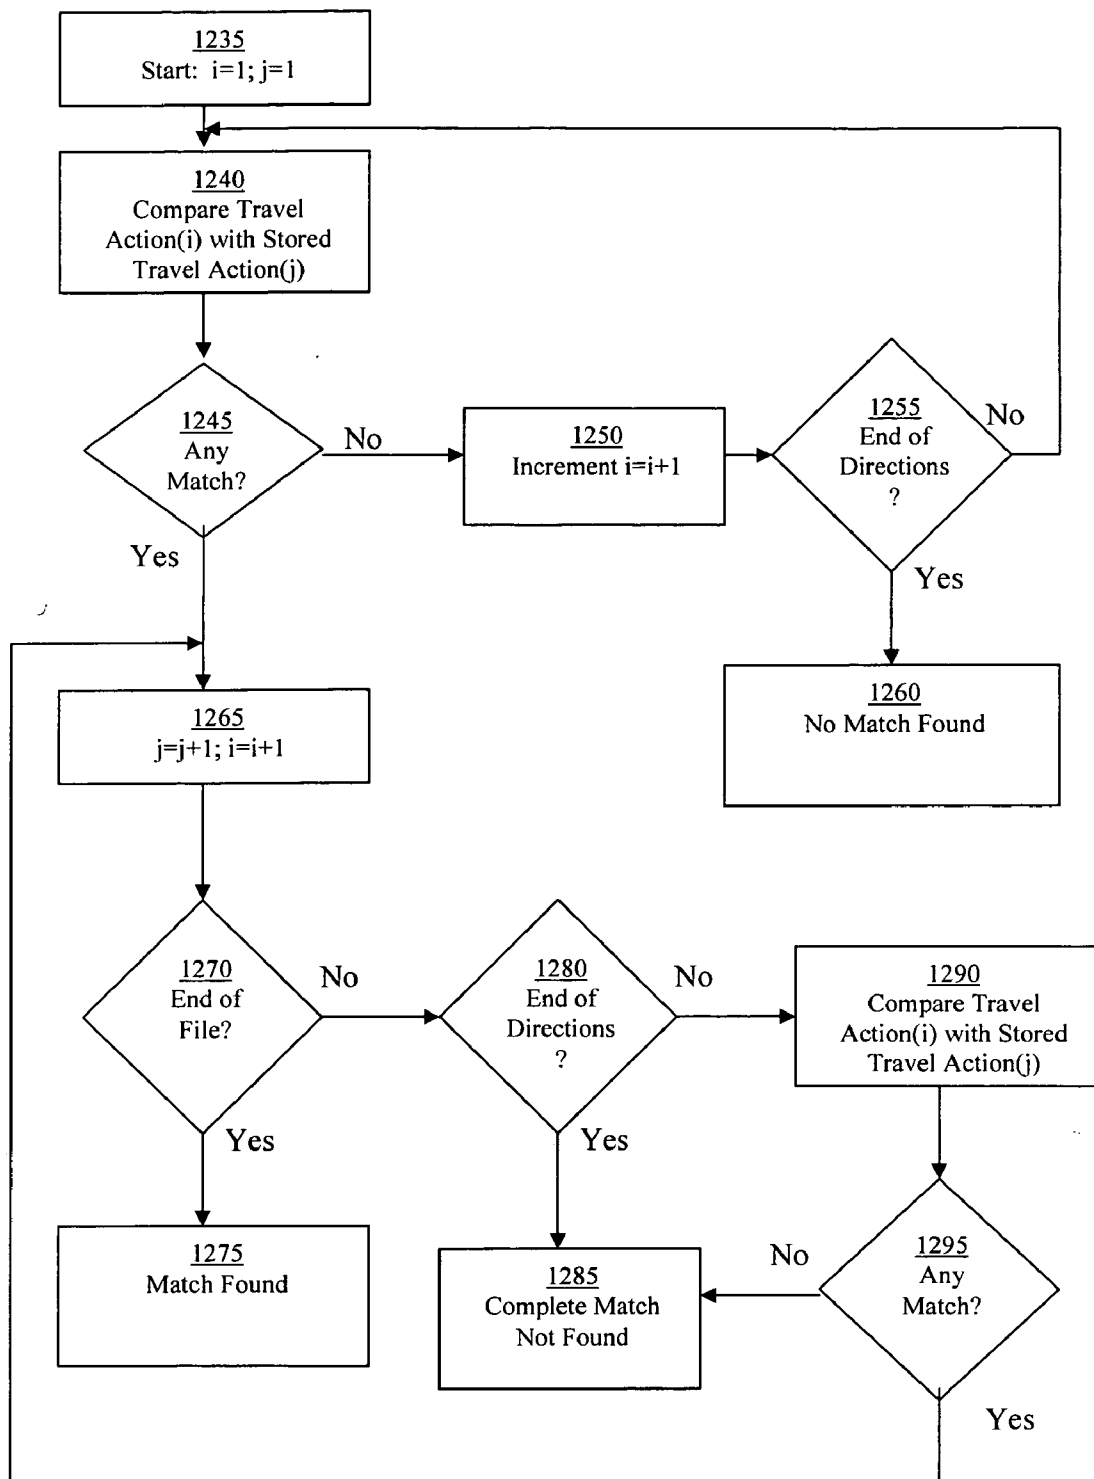 1235
Start: i=1; j=1
1240
Compare Travel
Action(i) with Stored
Travel Action(j)
1245
Any
Match?
No
Yes
1250
Increment i=i+1
1255
End of
Directions
?
No
Yes
1260
No Match Found
1265
j=j+1; i=i+1
1270
End of
File?
No
Yes
1275
Match Found
1280
End of
Directions
?
No
Yes
1285
Complete Match
Not Found
1290
Compare Travel
Action(i) with Stored
Travel Action(j)
1295
Any
Match?
No
Yes